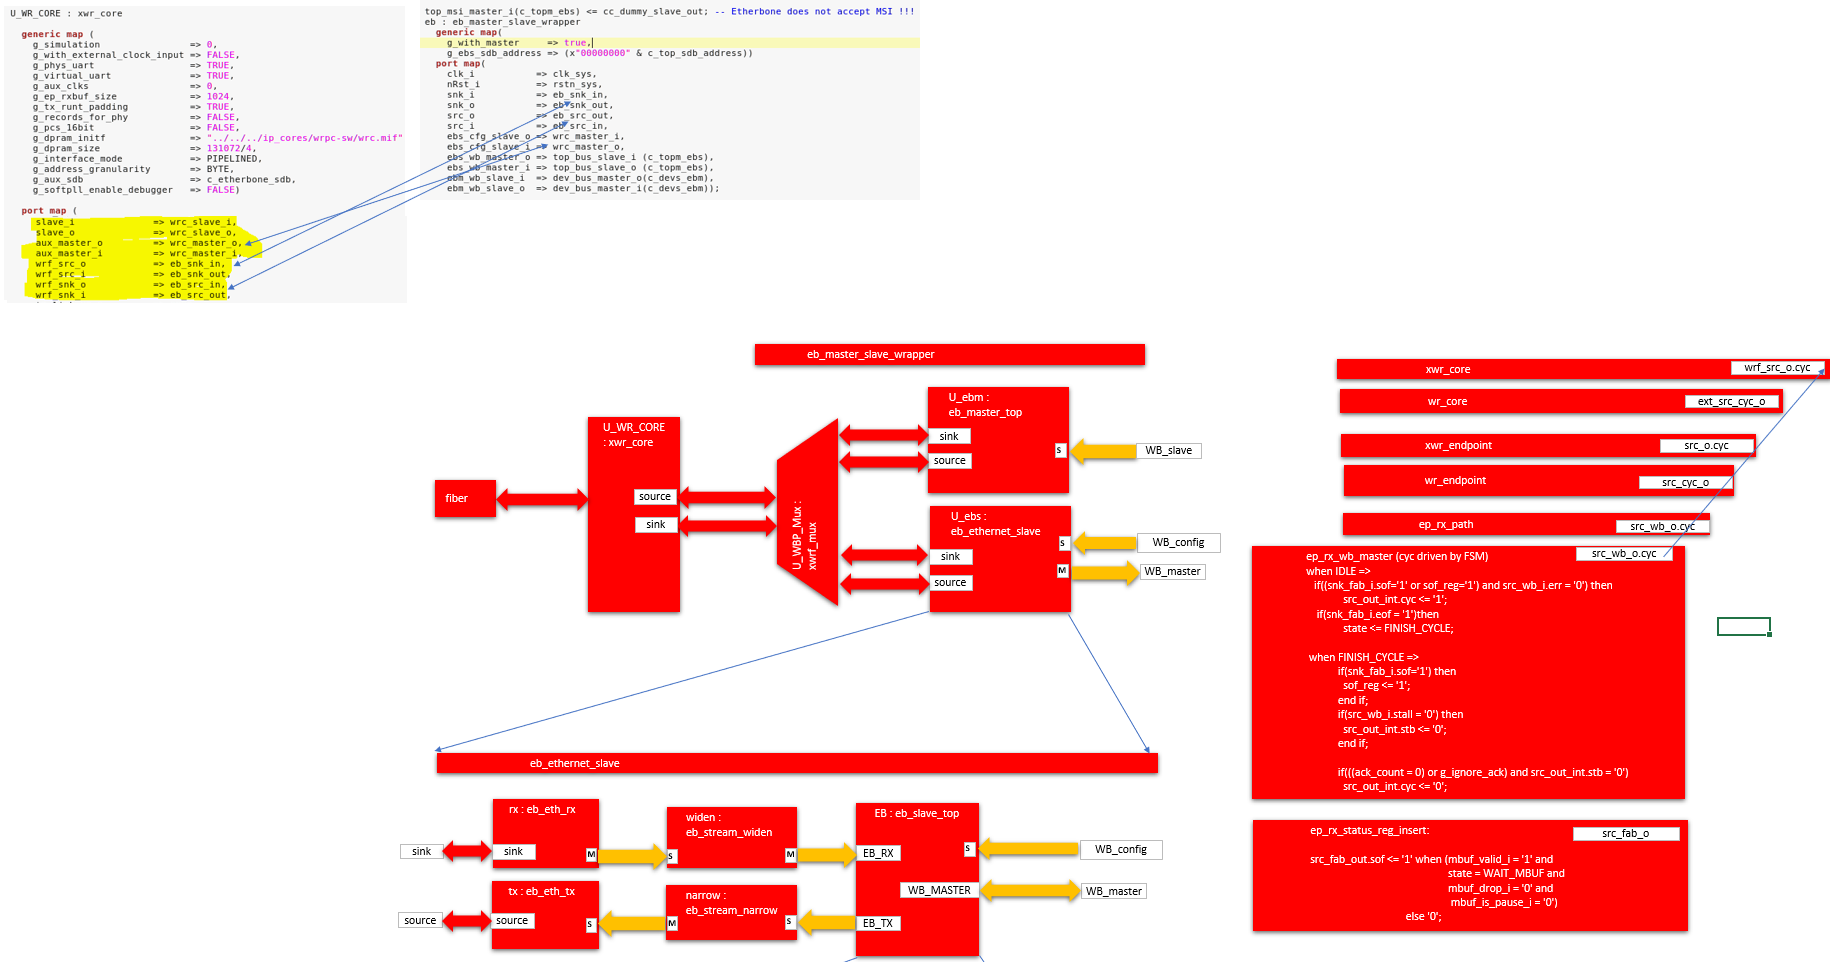 U_WR_CORE : xwr_core
generic map (
g_simulation => 0,
g_with_external_clock_input => FALSE,
g_phys_uart => TRUE,
g_virtual_uart => TRUE,
g_aux_clks => 0,
g_ep_rxbuf_size => 1024,
g_tx_runt_padding => TRUE,
g_records_for_phy => FALSE,
g_pcs_16bit => FALSE,
g_dpram_initf => "../../../ip_cores/wrpc-sw/wrc.mif"
g_dpram_size => 131072/4,
g_interface_mode => PIPELINED,
g_address_granularity => BYTE,
g_aux_sdb => c_etherbone_sdb,
g_softpll_enable_debugger => FALSE)
port map (
slave_i => wrc_slave_i,
slave_o => wrc_slave_o,
aux_master_o => wrc_master_o,
aux_master_i => wrc_master_i,
wrf_src_o => eb_snk_in,
wrf_src_i => eb_snk_out,
wrf_snk_o => eb_src_in,
wrf_snk_i => eb_src_out,
top_msi_master_i(c_topm_ebs) <= cc_dummy_slave_out; -- Etherbone does not accept MSI !!!
eb : eb_master_slave_wrapper
generic map(
g_with_master => true,
g_ebs_sdb_address => (x"00000000" & c_top_sdb_address))
port map(
clk_i => clk_sys,
nRst_i => rstn_sys,
snk_i => eb_snk_in,
snk_o => eb_snk_out,
src_o => eb_src_out,
src_i => eb_src_in,
ebs_cfg_slave_o => wrc_master_i,
ebs_cfg_slave_i => wrc_master_o,
ebs_wb_master_o => top_bus_slave_i (c_topm_ebs),
ebs_wb_master_i => top_bus_slave_o (c_topm_ebs),
ebm_wb_slave_i => dev_bus_master_o(c_devs_ebm),
ebm_wb_slave_o => dev_bus_master_i(c_devs_ebm));
eb_master_slave_wrapper
fiber
U_WR_CORE
: xwr_core
source
sink
U_WBP_Mux :
xwrf_mux
U_ebm :
eb_master_top
sink
source
S
WB_slave
U_ebs :
eb_ethernet_slave
sink
source
S
M
WB_config
WB_master
eb_ethernet_slave
rx : eb_eth_rx
sink
sink
M
widen :
eb_stream_widen
S
M
EB : eb_slave_top
EB_RX
S
WB_config
WB_MASTER
WB_master
EB_TX
tx : eb_eth_tx
source
source
S
narrow :
eb_stream_narrow
M
S
xwr_core
wrf_src_o.cyc
wr_core
ext_src_cyc_o
xwr_endpoint
src_o.cyc
wr_endpoint
src_cyc_o
ep_rx_path
src_wb_o.cyc
ep_rx_wb_master (cyc driven by FSM)
src_wb_o.cyc
when IDLE =>
if((snk_fab_i.sof='1' or sof_reg='1') and src_wb_i.err = '0') then
src_out_int.cyc <= '1';
if(snk_fab_i.eof = '1')then
state <= FINISH_CYCLE;
when FINISH_CYCLE =>
if(snk_fab_i.sof='1') then
sof_reg <= '1';
end if;
if(src_wb_i.stall = '0') then
src_out_int.stb <= '0';
end if;
if(((ack_count = 0) or g_ignore_ack) and src_out_int.stb = '0')
src_out_int.cyc <= '0';
ep_rx_status_reg_insert:
src_fab_o
src_fab_out.sof <= '1' when (mbuf_valid_i = '1' and
state = WAIT_MBUF and
mbuf_drop_i = '0' and
mbuf_is_pause_i = '0')
else '0';